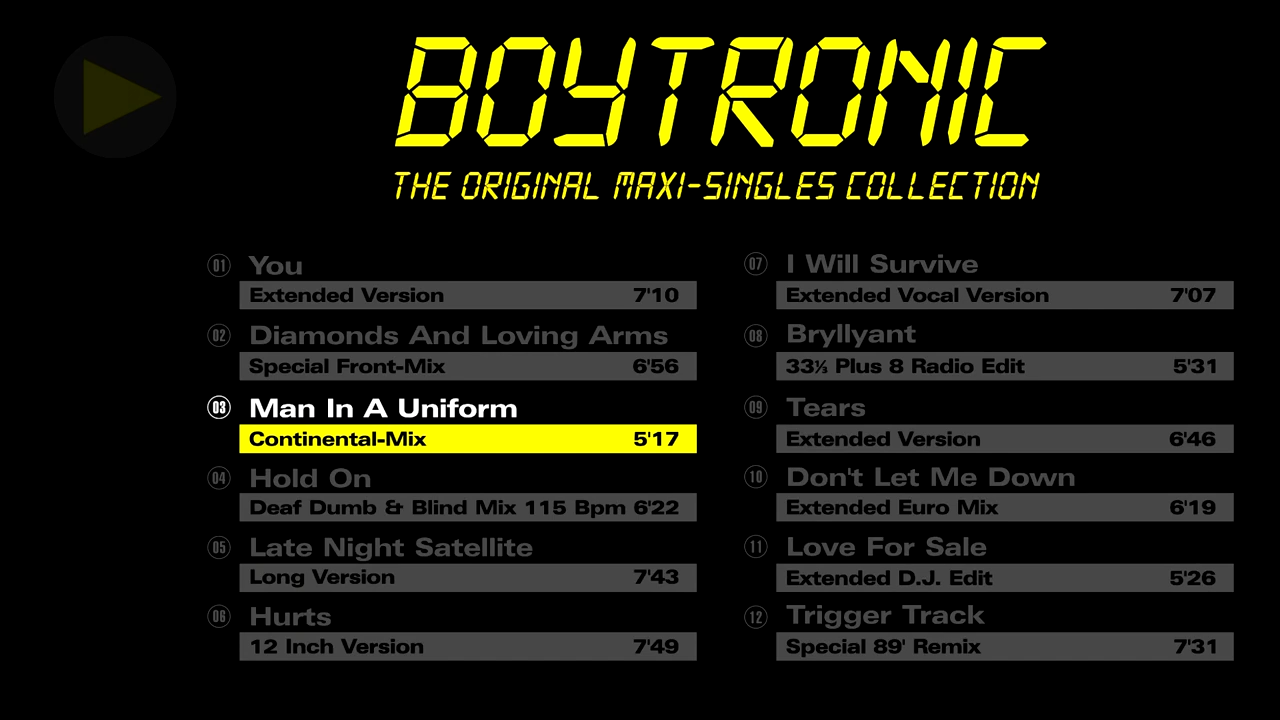 BOYTRONIC
THE ORIGINAL MAXI-SINGLES COLLECTION
01 You
Extended Version 7'10
02 Diamonds And Loving Arms
Special Front-Mix 6'56
03 Man In A Uniform
Continental-Mix 5'17
04 Hold On
Deaf Dumb & Blind Mix 115 Bpm 6'22
05 Late Night Satellite
Long Version 7'43
06 Hurts
12 Inch Version 7'49
07 I Will Survive
Extended Vocal Version 7'07
08 Bryllyant
33⅓ Plus 8 Radio Edit 5'31
09 Tears
Extended Version 6'46
10 Don't Let Me Down
Extended Euro Mix 6'19
11 Love For Sale
Extended D.J. Edit 5'26
12 Trigger Track
Special 89' Remix 7'31